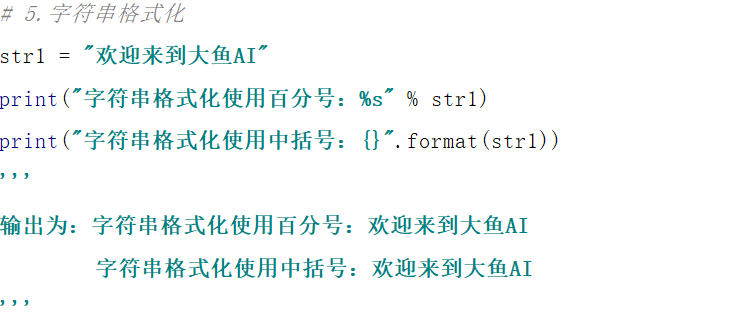 # 5.字符串格式化
str1 = "欢迎来到大鱼AI"
print("字符串格式化使用百分号：%s" % str1)
print("字符串格式化使用中括号：{}".format(str1))
'''
输出为：字符串格式化使用百分号：欢迎来到大鱼AI
字符串格式化使用中括号：欢迎来到大鱼AI
'''